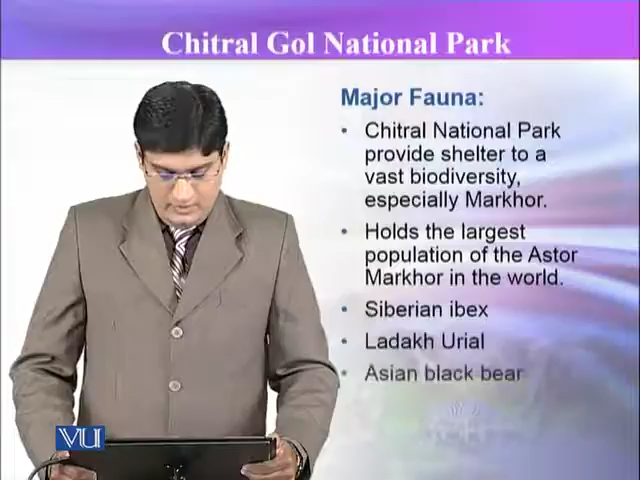 Chitral Gol National Park
Major Fauna:
• Chitral National Park
provide shelter to a
vast biodiversity,
especially Markhor.
• Holds the largest
population of the Astor
Markhor in the world.
• Siberian ibex
• Ladakh Urial
• Asian black bear
VU